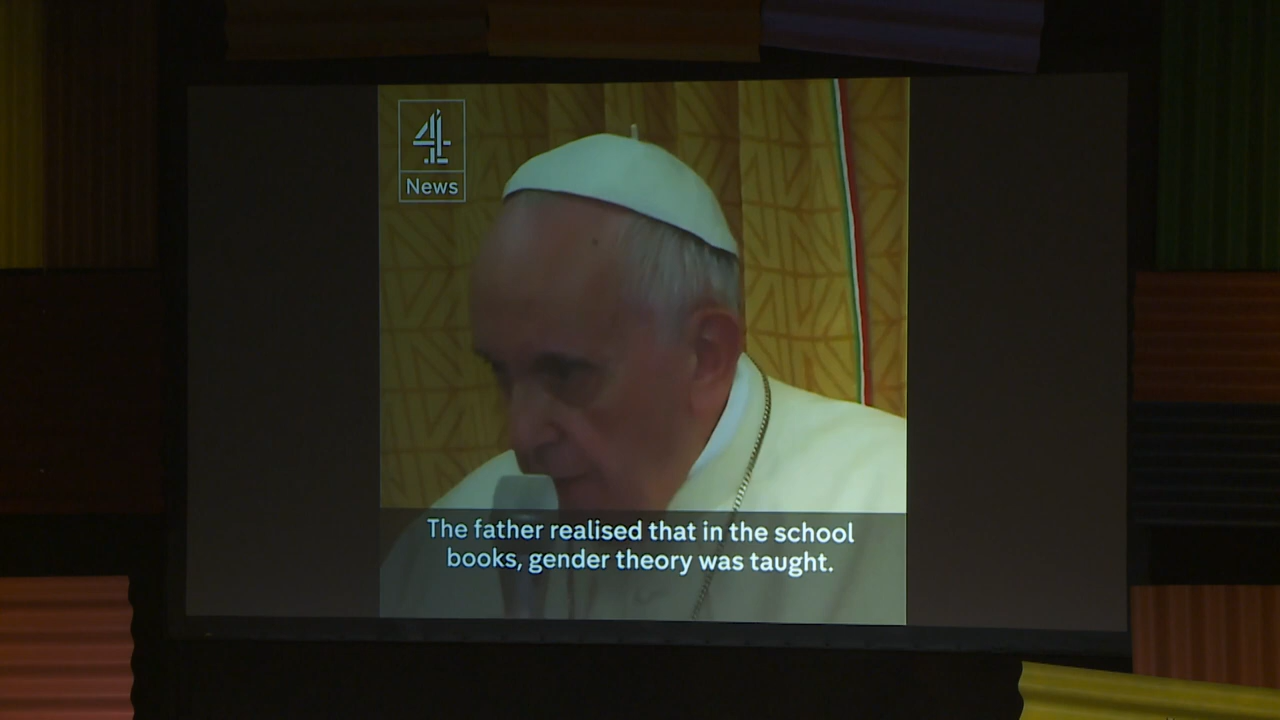 4
News
The father realised that in the school
books, gender theory was taught.